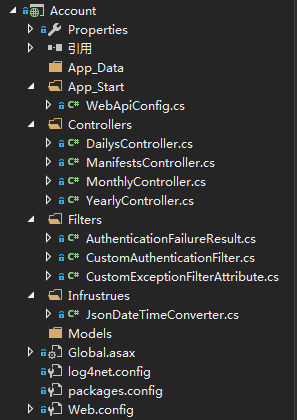 Account
Properties
引用
App_Data
App_Start
WebApiConfig.cs
Controllers
DailysController.cs
ManifestsController.cs
MonthlyController.cs
YearlyController.cs
Filters
AuthenticationFailureResult.cs
CustomAuthenticationFilter.cs
CustomExceptionFilterAttribute.cs
Infrustrues
JsonDateTimeConverter.cs
Models
Global.asax
log4net.config
packages.config
Web.config